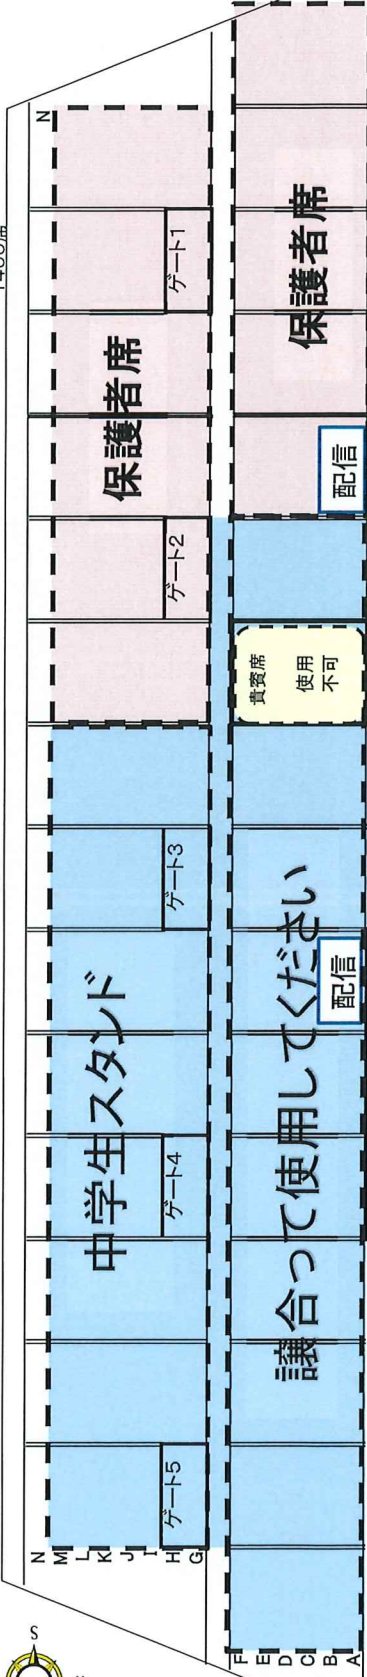 N
ゲート1
保護者席
ゲート2
保護者席
配信
貴賓席
使用
不可
ゲート3
中学生スタンド
ゲート4
ゲート5
譲合って使用してください
配信
N
M
L
K
J
I
H
G
F
E
D
C
B
A
S